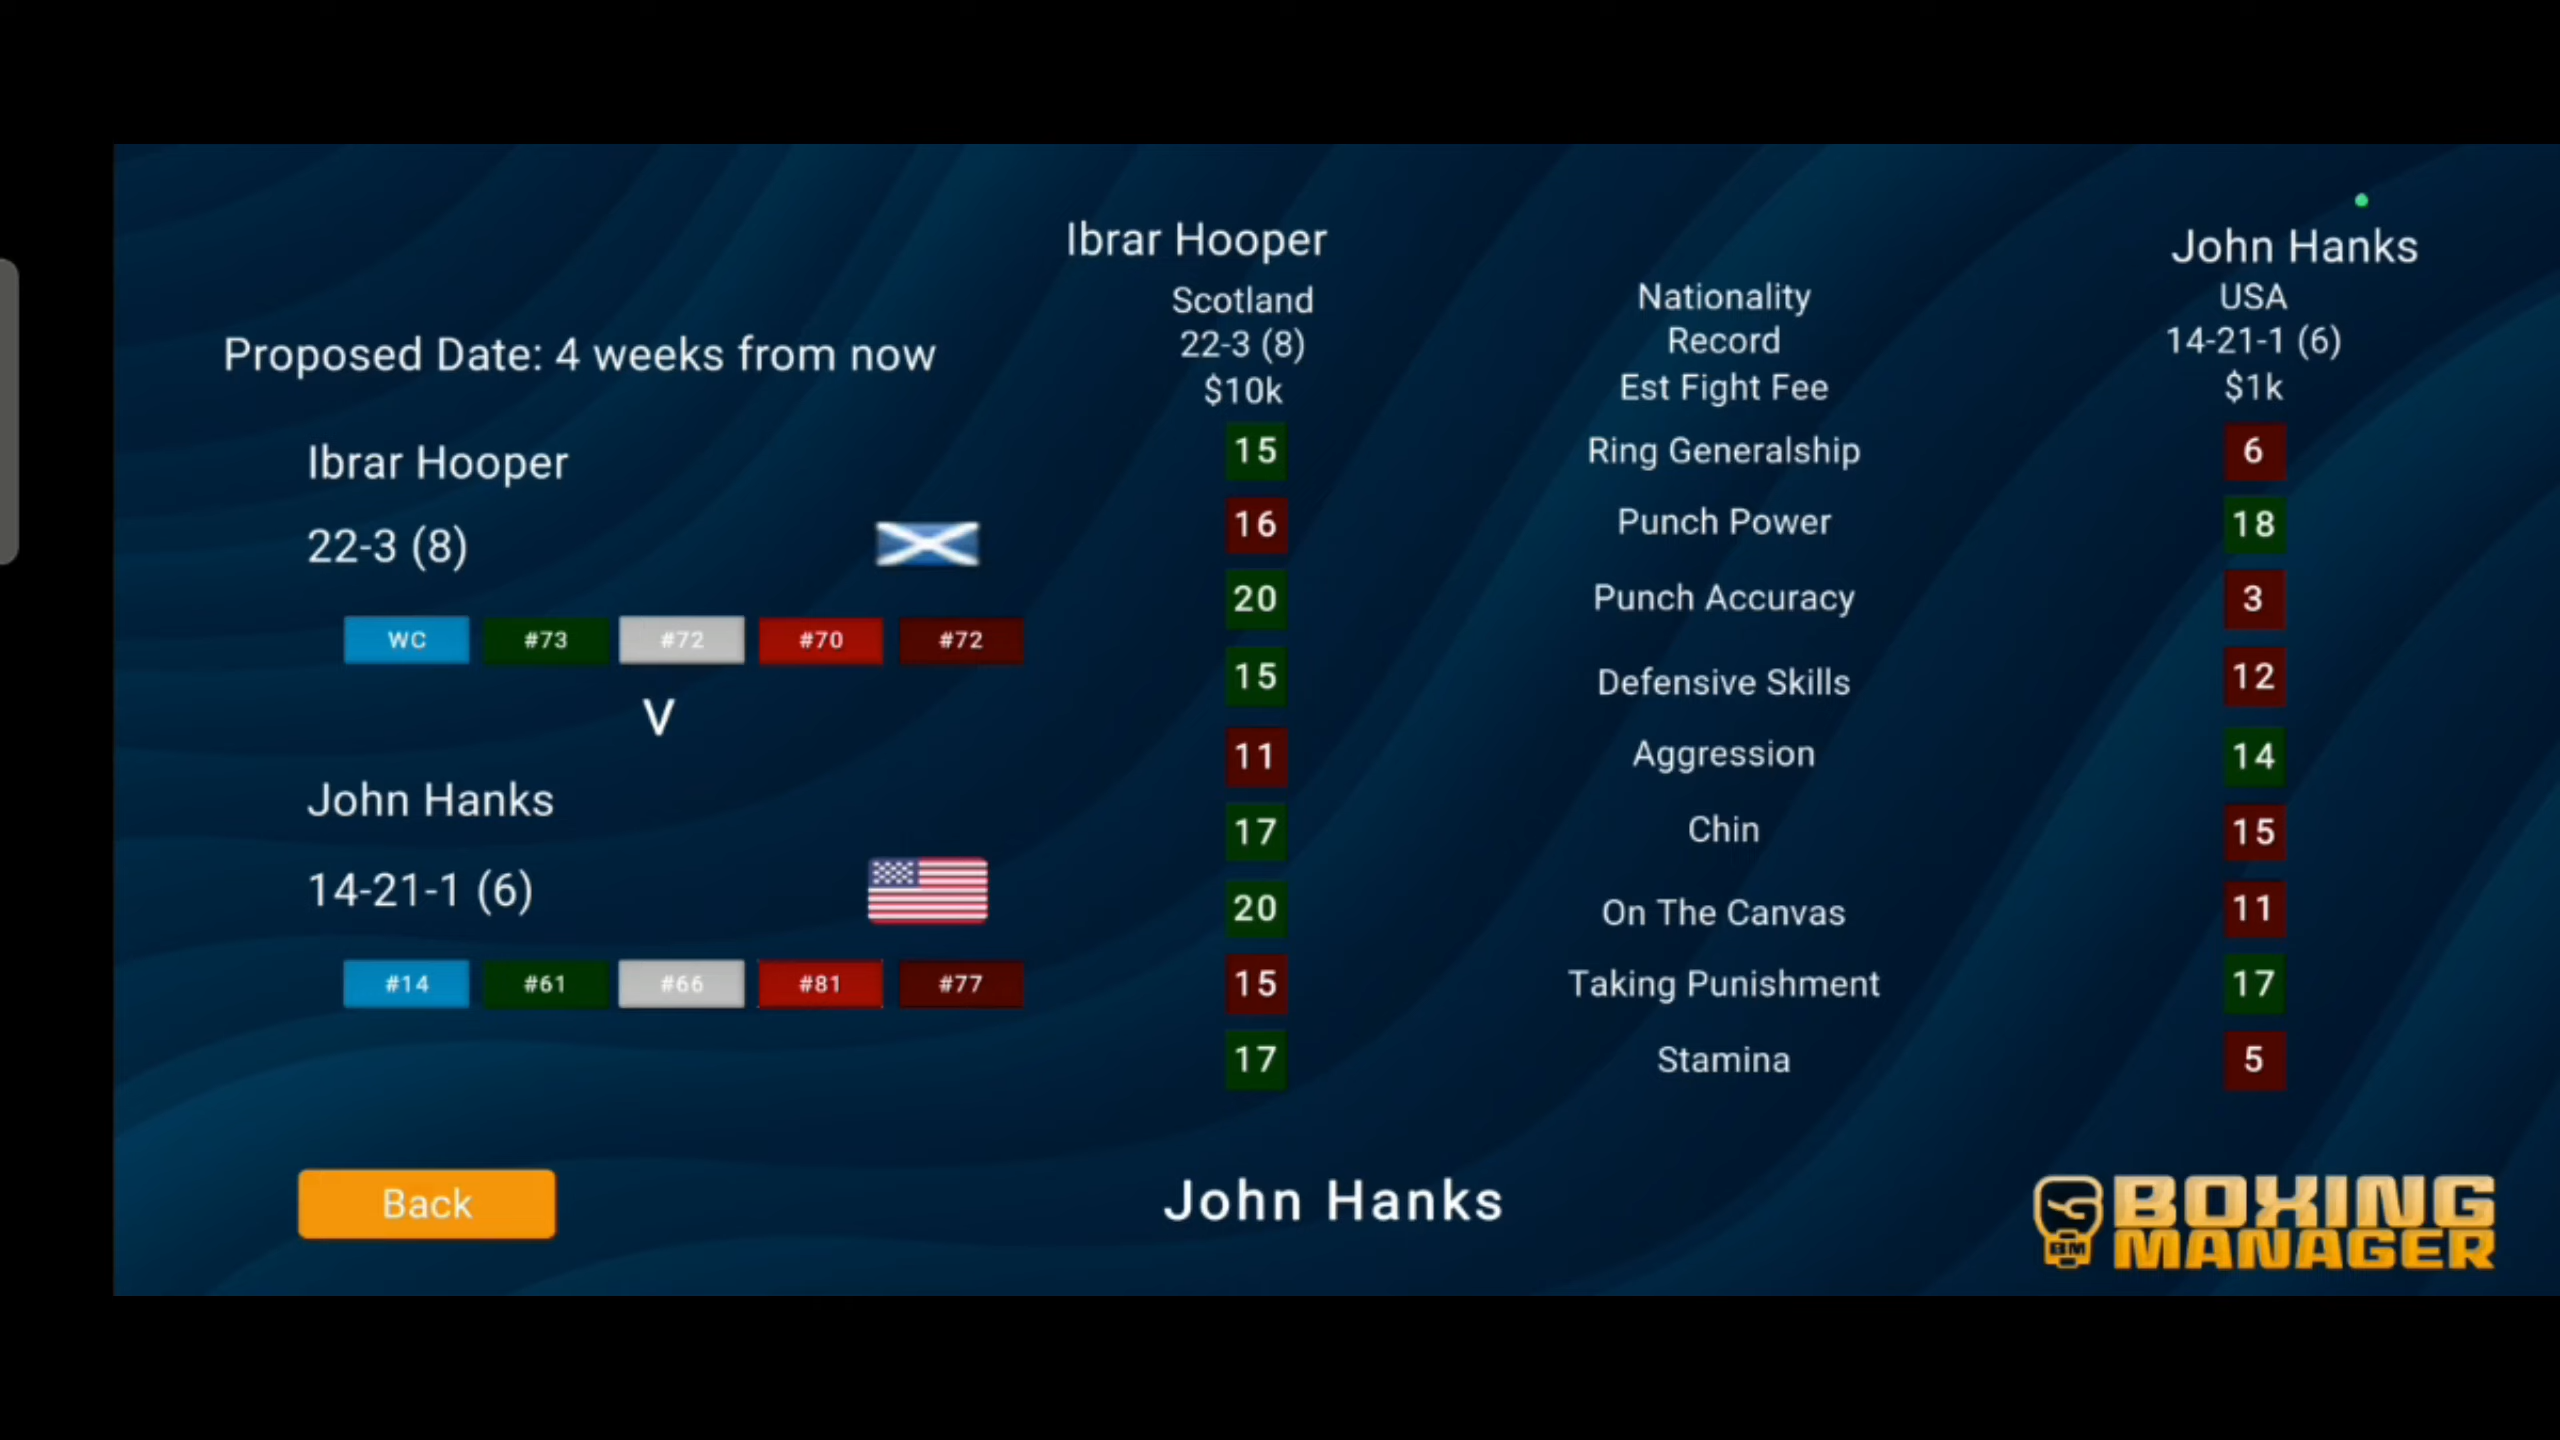 Proposed Date: 4 weeks from now
Ibrar Hooper
22-3 (8)
WC #73 #72 #70 #72
V
John Hanks
14-21-1 (6)
#14 #61 #66 #81 #77
Back
Ibrar Hooper John Hanks
Scotland Nationality USA
22-3 (8) Record 14-21-1 (6)
$10k Est Fight Fee $1k
15 Ring Generalship 6
16 Punch Power 18
20 Punch Accuracy 3
15 Defensive Skills 12
11 Aggression 14
17 Chin 15
20 On The Canvas 11
15 Taking Punishment 17
17 Stamina 5
John Hanks
BM
BOXING
MANAGER